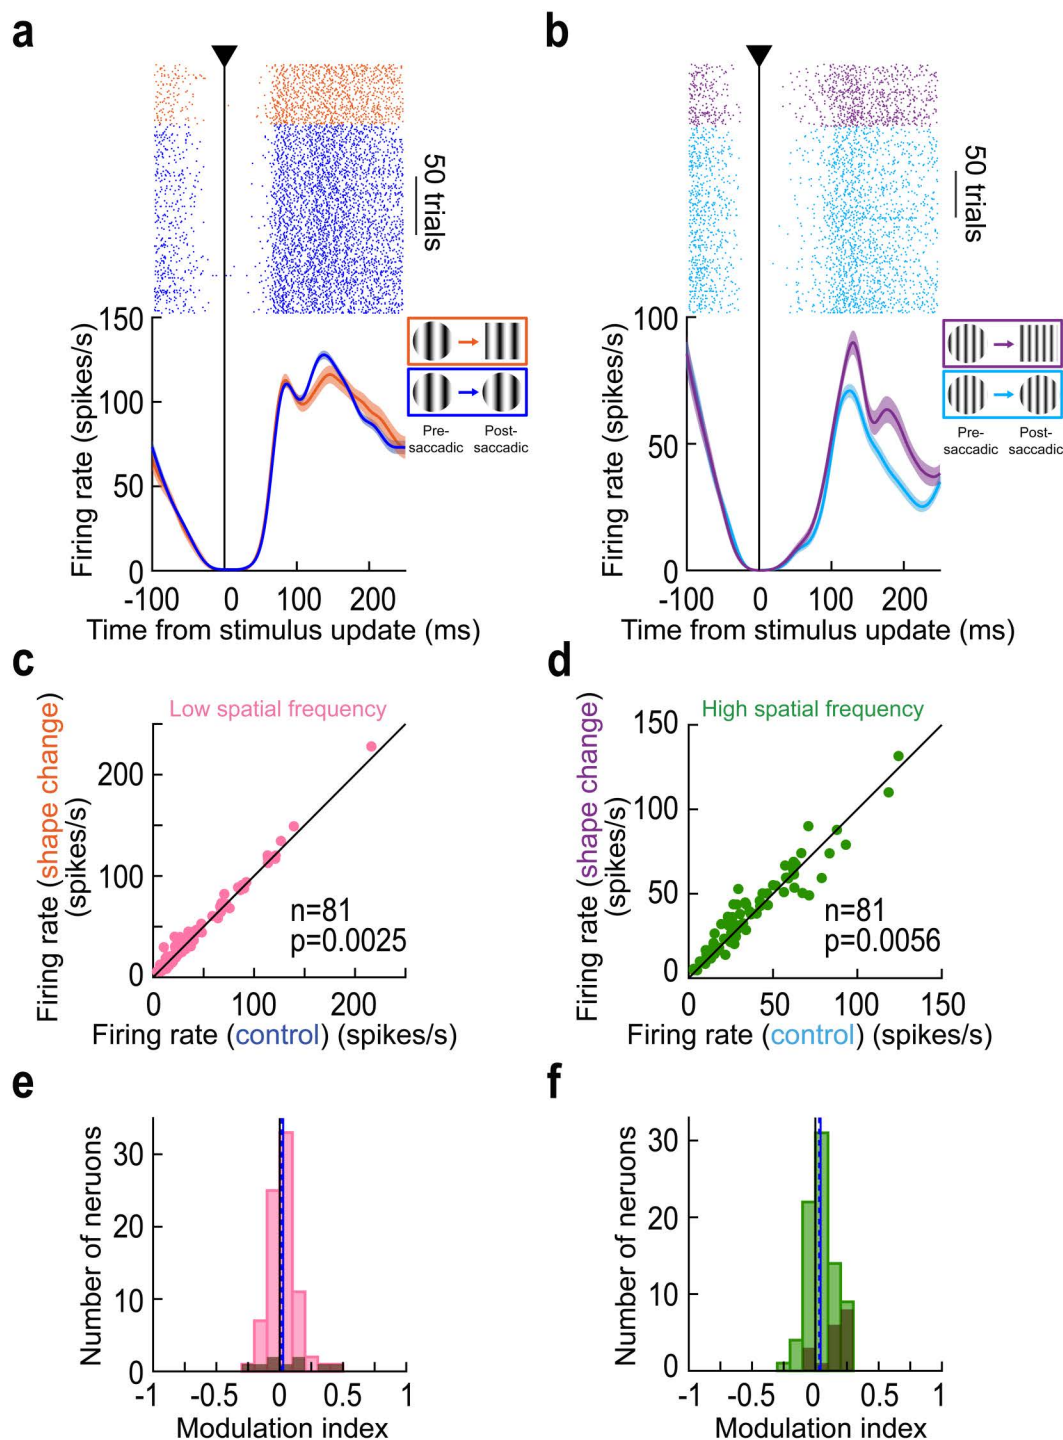 a
50 trials
150
100
50
0
Firing rate (spikes/s)
-100
0
100
200
Time from stimulus update (ms)
Pre-
saccadic
Post-
saccadic
b
50 trials
100
50
0
Firing rate (spikes/s)
-100
0
100
200
Time from stimulus update (ms)
Pre-
saccadic
Post-
saccadic
c
Low spatial frequency
Firing rate (shape change)
(spikes/s)
200
100
0
0
100
200
n=81
p=0.0025
Firing rate (control) (spikes/s)
d
High spatial frequency
Firing rate (shape change)
(spikes/s)
150
100
50
0
0
50
100
150
n=81
p=0.0056
Firing rate (control) (spikes/s)
e
Number of neruons
30
20
10
0
-1
-0.5
0
0.5
1
Modulation index
f
Number of neruons
30
20
10
0
-1
-0.5
0
0.5
1
Modulation index